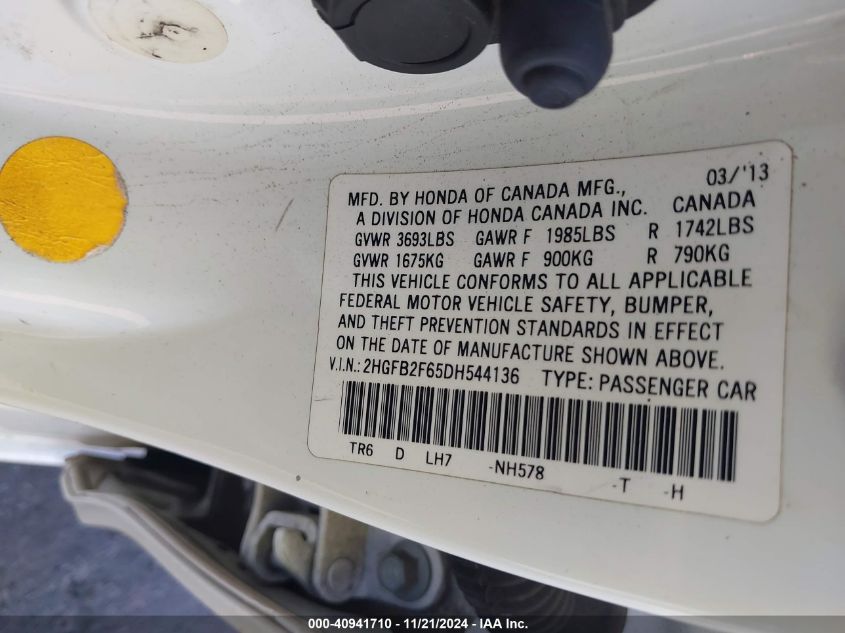 03/'13
MFD. BY HONDA OF CANADA MFG.,
A DIVISION OF HONDA CANADA INC. CANADA
GVWR 3693LBS GAWR F 1985LBS R 1742LBS
GVWR 1675KG GAWR F 900KG R 790KG
THIS VEHICLE CONFORMS TO ALL APPLICABLE
FEDERAL MOTOR VEHICLE SAFETY, BUMPER,
AND THEFT PREVENTION STANDARDS IN EFFECT
ON THE DATE OF MANUFACTURE SHOWN ABOVE.
V.I.N.: 2HGFB2F65DH544136 TYPE: PASSENGER CAR
TR6 D LH7 -NH578 -T -H
000-40941710 - 11/21/2024 - IAA Inc.